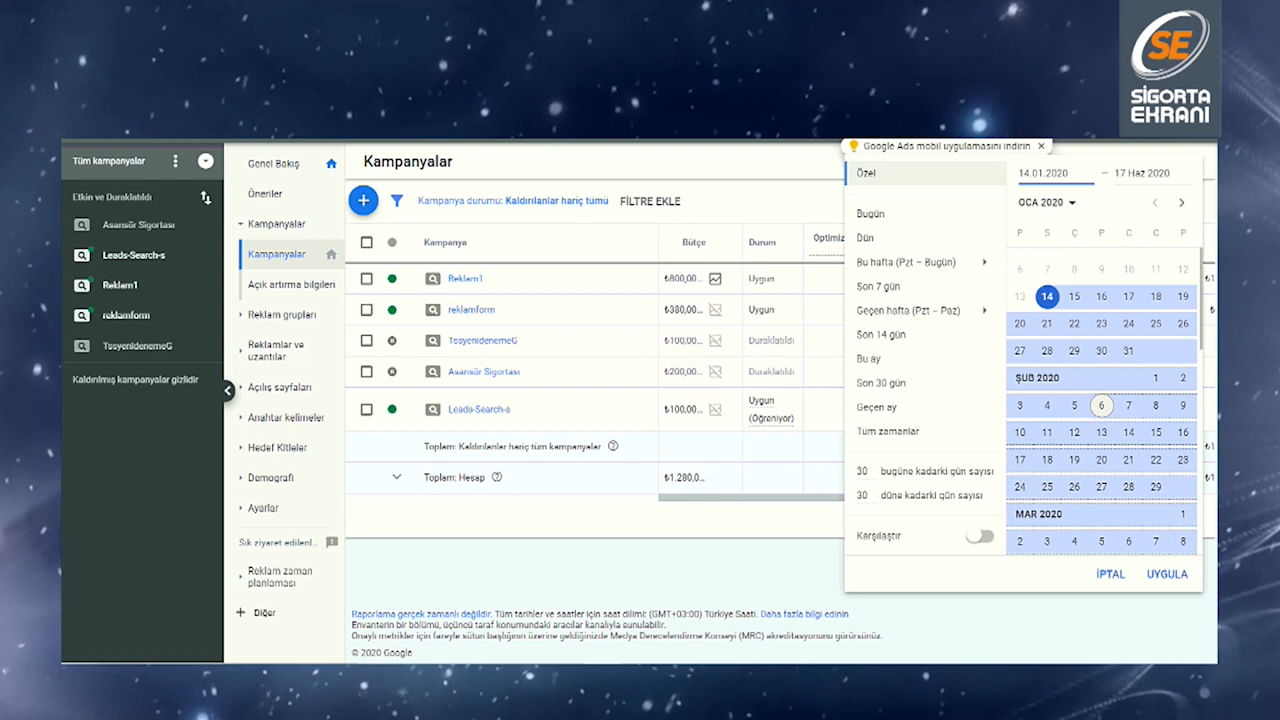 SE
SİGORTA
EKRANI
Tüm kampanyalar
Etkin ve Duraklatıldı
Asansör Sigortası
Leads-Search-s
Reklam1
reklamform
TssyenidenemeG
Kaldırılmış kampanyalar gizlidir
Genel Bakış
Öneriler
Kampanyalar
Kampanyalar
Açık artırma bilgileri
Reklam grupları
Reklamlar ve
uzantılar
Açılış sayfaları
Anahtar kelimeler
Hedef Kitleler
Demografi
Ayarlar
Sık ziyaret edilenl...
Reklam zaman
planlaması
+ Diğer
Kampanyalar
Kampanya durumu: Kaldırılanlar hariç tümü FİLTRE EKLE
Kampanya Bütçe Durum Optimiz
Reklam1 ₺800,00... Uygun
reklamform ₺380,00... Uygun
TssyenidenemeG ₺100,00... Duraklatıldı
Asansör Sigortası ₺200,00... Duraklatıldı
Leads-Search-s ₺100,00... Uygun
(Öğreniyor)
Toplam: Kaldırılanlar hariç tüm kampanyalar
Toplam: Hesap ₺1.280,0...
Raporlama gerçek zamanlı değildir. Tüm tarihler ve saatler için saat dilimi: (GMT+03:00) Türkiye Saati. Daha fazla bilgi edinin
Envanterin bir bölümü, üçüncü taraf konumundaki aracılar kanalıyla sunulabilir.
Onaylı metrikler için fareyle sütun başlığının üzerine geldiğinizde Medya Derecelendirme Konseyi (MRC) akreditasyonunu görürsünüz.
© 2020 Google
Google Ads mobil uygulamasını indirin ×
Özel
Bugün
Dün
Bu hafta (Pzt – Bugün)
Son 7 gün
Geçen hafta (Pzt – Paz)
Son 14 gün
Bu ay
Son 30 gün
Geçen ay
Tüm zamanlar
30 bugüne kadarki gün sayısı
30 düne kadarki gün sayısı
Karşılaştır
14.01.2020 – 17 Haz 2020
OCA 2020
P S Ç P C C P
6 7 8 9 10 11 12
13 14 15 16 17 18 19
20 21 22 23 24 25 26
27 28 29 30 31
ŞUB 2020 1 2
3 4 5 6 7 8 9
10 11 12 13 14 15 16
17 18 19 20 21 22 23
24 25 26 27 28 29
MAR 2020 1
2 3 4 5 6 7 8
İPTAL UYGULA